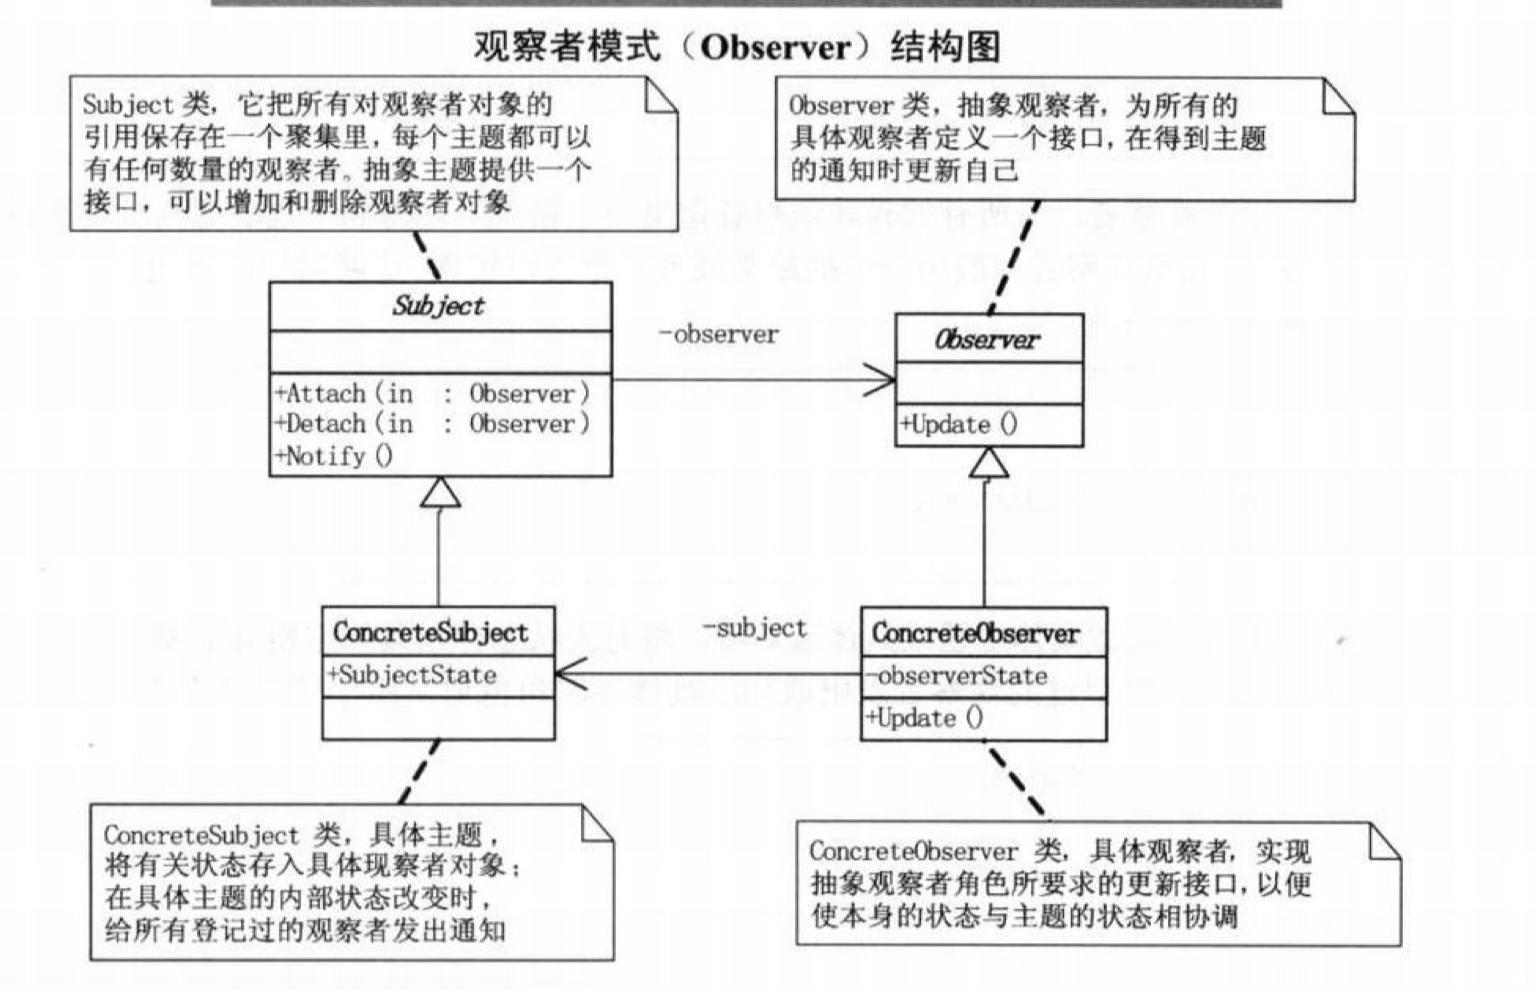 观察者模式（Observer）结构图
Subject 类，它把所有对观察者对象的
引用保存在一个聚集里，每个主题都可以
有任何数量的观察者。抽象主题提供一个
接口，可以增加和删除观察者对象
Observer 类，抽象观察者，为所有的
具体观察者定义一个接口，在得到主题
的通知时更新自己
Subject
+Attach(in : Observer)
+Detach(in : Observer)
+Notify()
-observer
Observer
+Update()
ConcreteSubject
+SubjectState
-subject
ConcreteObserver
-observerState
+Update()
ConcreteSubject 类，具体主题，
将有关状态存入具体现察者对象；
在具体主题的内部状态改变时，
给所有登记过的观察者发出通知
ConcreteObserver 类，具体观察者，实现
抽象观察者角色所要求的更新接口，以便
使本身的状态与主题的状态相协调